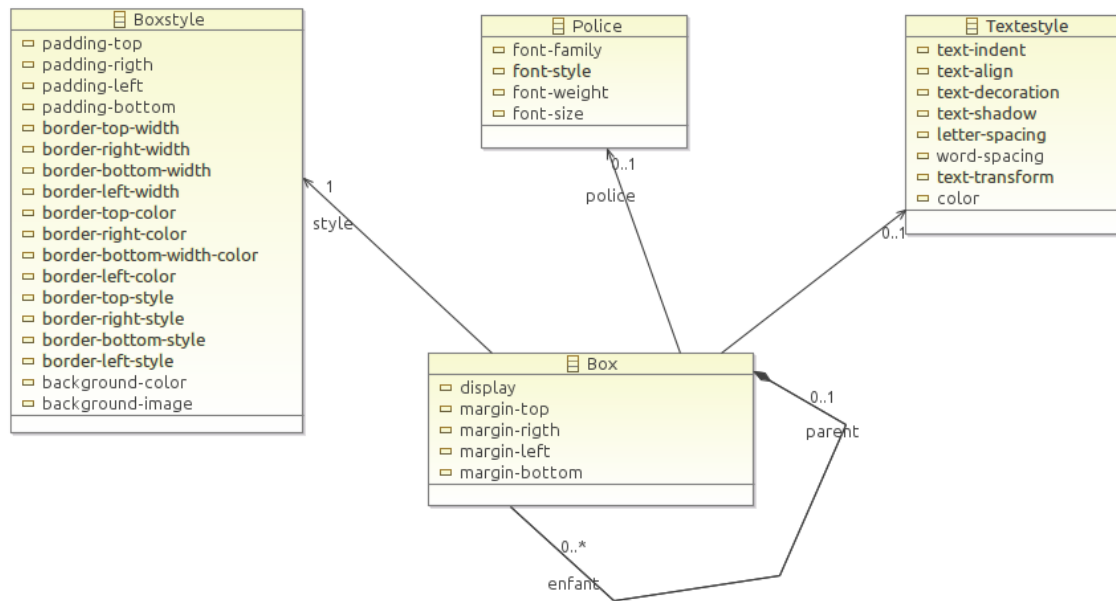 Boxstyle
padding-top
padding-rigth
padding-left
padding-bottom
border-top-width
border-right-width
border-bottom-width
border-left-width
border-top-color
border-right-color
border-bottom-width-color
border-left-color
border-top-style
border-right-style
border-bottom-style
border-left-style
background-color
background-image
Police
font-family
font-style
font-weight
font-size
Textestyle
text-indent
text-align
text-decoration
text-shadow
letter-spacing
word-spacing
text-transform
color
1
style
0..1
police
0..1
Box
display
margin-top
margin-rigth
margin-left
margin-bottom
0..1
parent
0..*
enfant